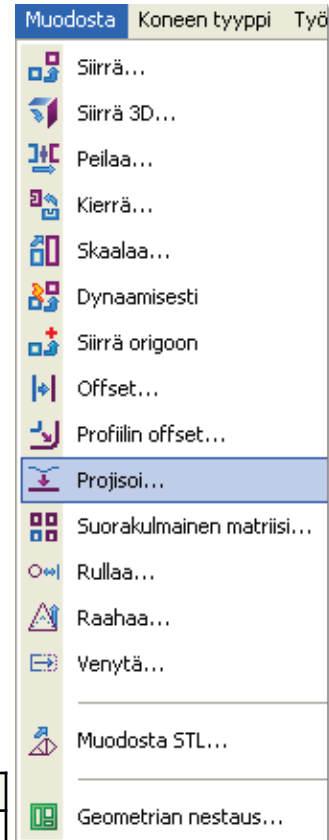 Muodosta Koneen tyyppi Työ
Siirrä...
Siirrä 3D...
Peilaa...
Kierrä...
Skaalaa...
Dynaamisesti
Siirrä origoon
Offset...
Profiilin offset...
Projisoi...
Suorakulmainen matriisi...
Rullaa...
Raahaa...
Venytä...
Muodosta STL...
Geometrian nestaus...